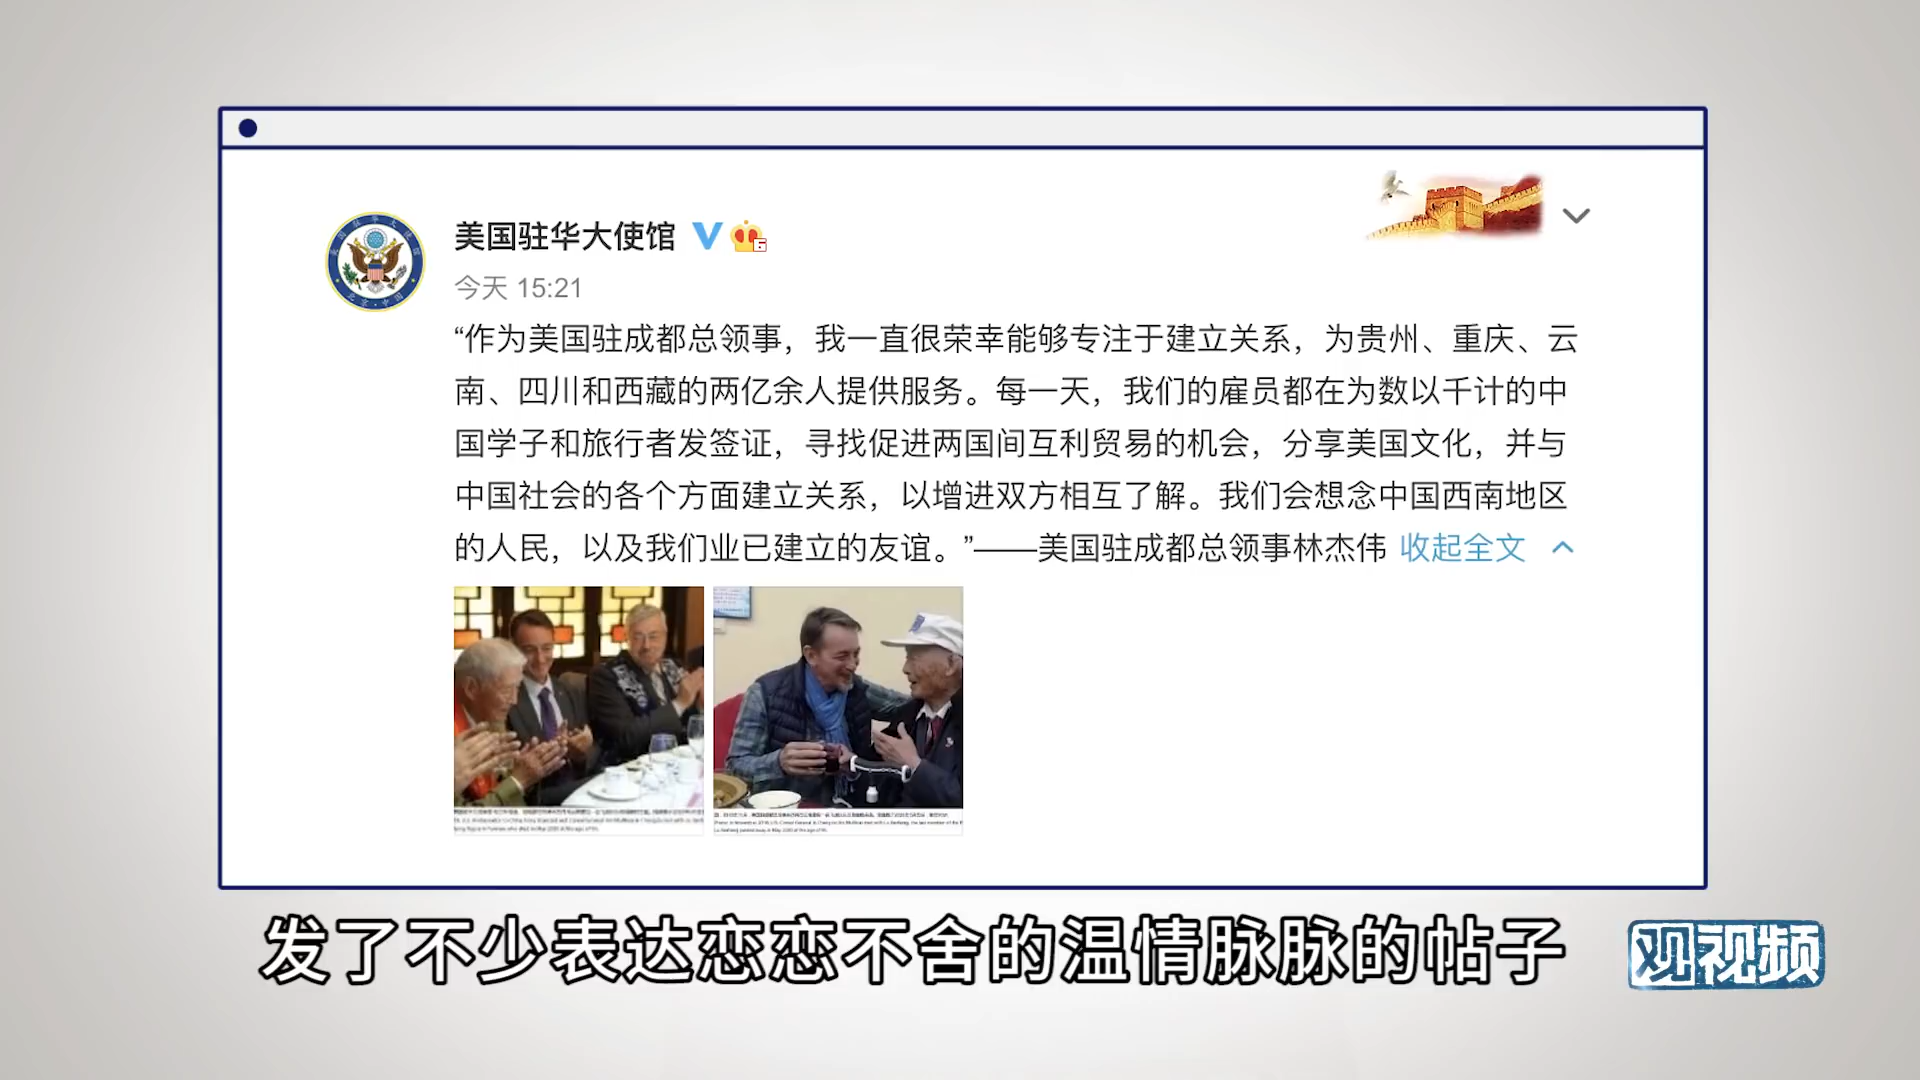 美国驻华大使馆
今天 15:21
“作为美国驻成都总领事，我一直很荣幸能够专注于建立关系，为贵州、重庆、云
南、四川和西藏的两亿余人提供服务。每一天，我们的雇员都在为数以千计的中
国学子和旅行者发签证，寻找促进两国间互利贸易的机会，分享美国文化，并与
中国社会的各个方面建立关系，以增进双方相互了解。我们会想念中国西南地区
的人民，以及我们业已建立的友谊。”——美国驻成都总领事林杰伟 收起全文
发了不少表达恋恋不舍的温情脉脉的帖子
观视频